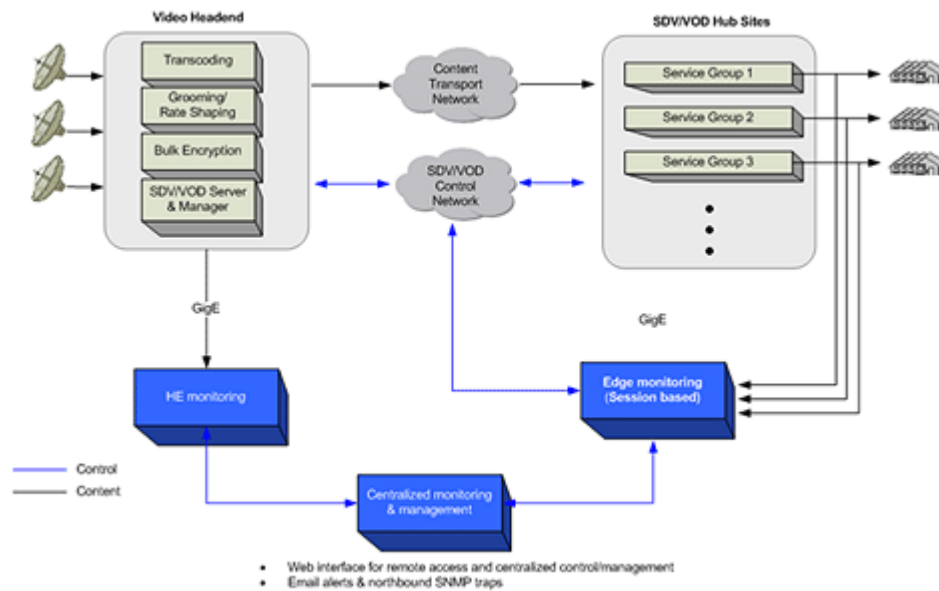 Video Headend
SDV/VOD Hub Sites
Transcoding
Grooming/
Rate Shaping
Bulk Encryption
SDV/VOD Server
& Manager
Content
Transport
Network
SDV/VOD
Control
Network
Service Group 1
Service Group 2
Service Group 3
GigE
GigE
HE monitoring
Edge monitoring
(Session based)
Control
Content
Centralized monitoring
& management
• Web interface for remote access and centralized control/management
• Email alerts & northbound SNMP traps